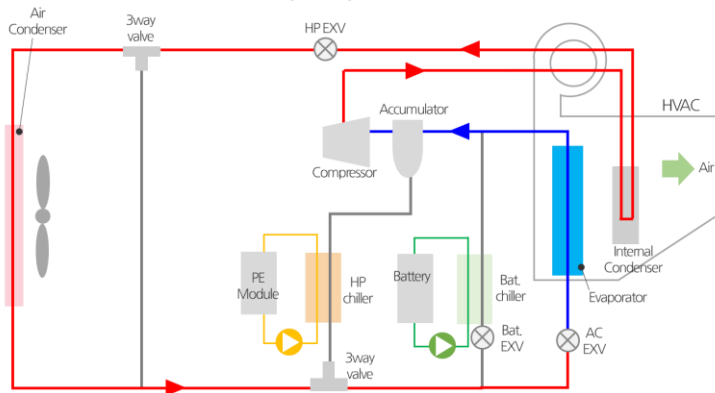 Air
Condenser
3way
valve
HP EXV
HVAC
Accumulator
Compressor
Air
PE
Module
HP
chiller
Battery
Bat.
chiller
Internal
Condenser
Evaporator
Bat.
EXV
AC
EXV
3way
valve